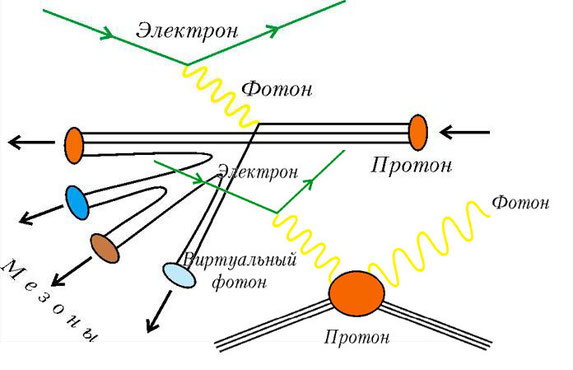 Электрон
Фотон
Протон
Электрон
Фотон
Виртуальный
фотон
Мезоны
Протон